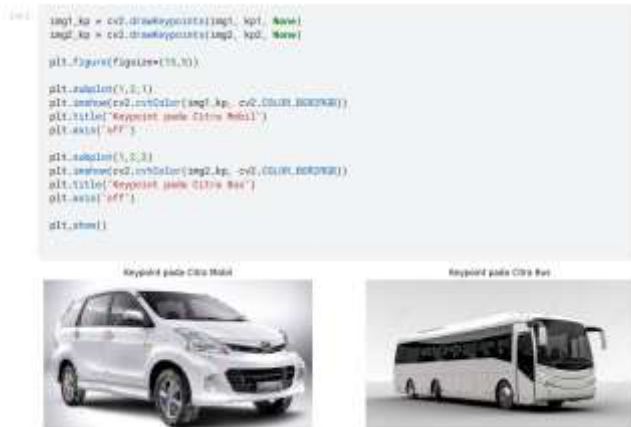 img1_kp = cv2.drawKeypoints(img1, kp1, None)
img2_kp = cv2.drawKeypoints(img2, kp2, None)
plt.figure(figsize=(15,5))
plt.subplot(1,2,1)
plt.imshow(cv2.cvtColor(img1_kp, cv2.COLOR_BGR2RGB))
plt.title("Keypoint pada Citra Mobil")
plt.axis("off")
plt.subplot(1,2,2)
plt.imshow(cv2.cvtColor(img2_kp, cv2.COLOR_BGR2RGB))
plt.title("Keypoint pada Citra Bus")
plt.axis("off")
plt.show()
Keypoint pada Citra Mobil
Keypoint pada Citra Bus